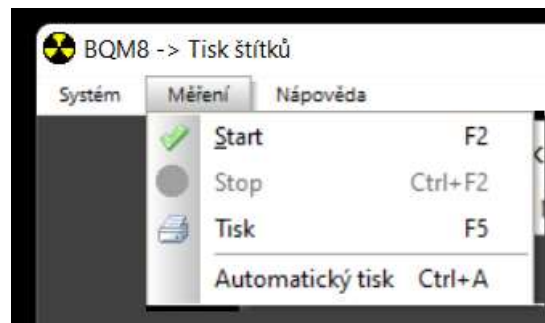 BQM8 -> Tisk štítků
Systém Měření Nápověda
Start F2
Stop Ctrl+F2
Tisk F5
Automatický tisk Ctrl+A